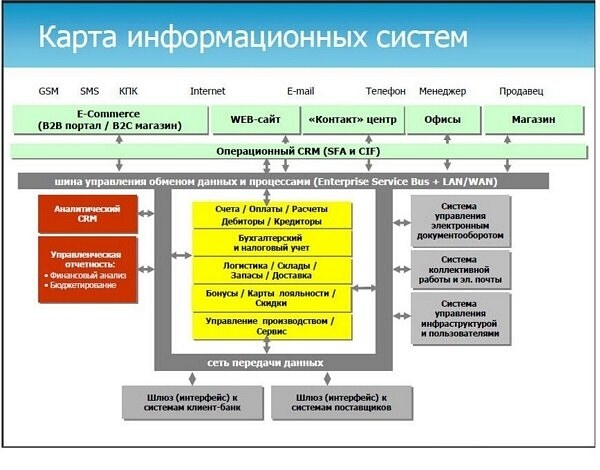 Карта информационных систем
GSM SMS КПК Internet E-mail Телефон Менеджер Продавец
E-Commerce
(B2B портал / B2C магазин)
WEB-сайт
«Контакт» центр
Офисы
Магазин
Операционный CRM (SFA и CIF)
шина управления обменом данных и процессами (Enterprise Service Bus + LAN/WAN)
Аналитический
CRM
Управленческая
отчетность:
• Финансовый анализ
• Бюджетирование
Счета / Оплаты / Расчеты
Дебиторы / Кредиторы
Бухгалтерский
и налоговый учет
Логистика / Склады /
Запасы / Доставка
Бонусы / Карты лояльности /
Скидки
Управление производством /
Сервис
Система
управления
электронным
документооборотом
Система
коллективной
работы и эл. почты
Система
управления
инфраструктурой
и пользователями
сеть передачи данных
Шлюз (интерфейс) к
системам клиент-банк
Шлюз (интерфейс) к
системам поставщиков